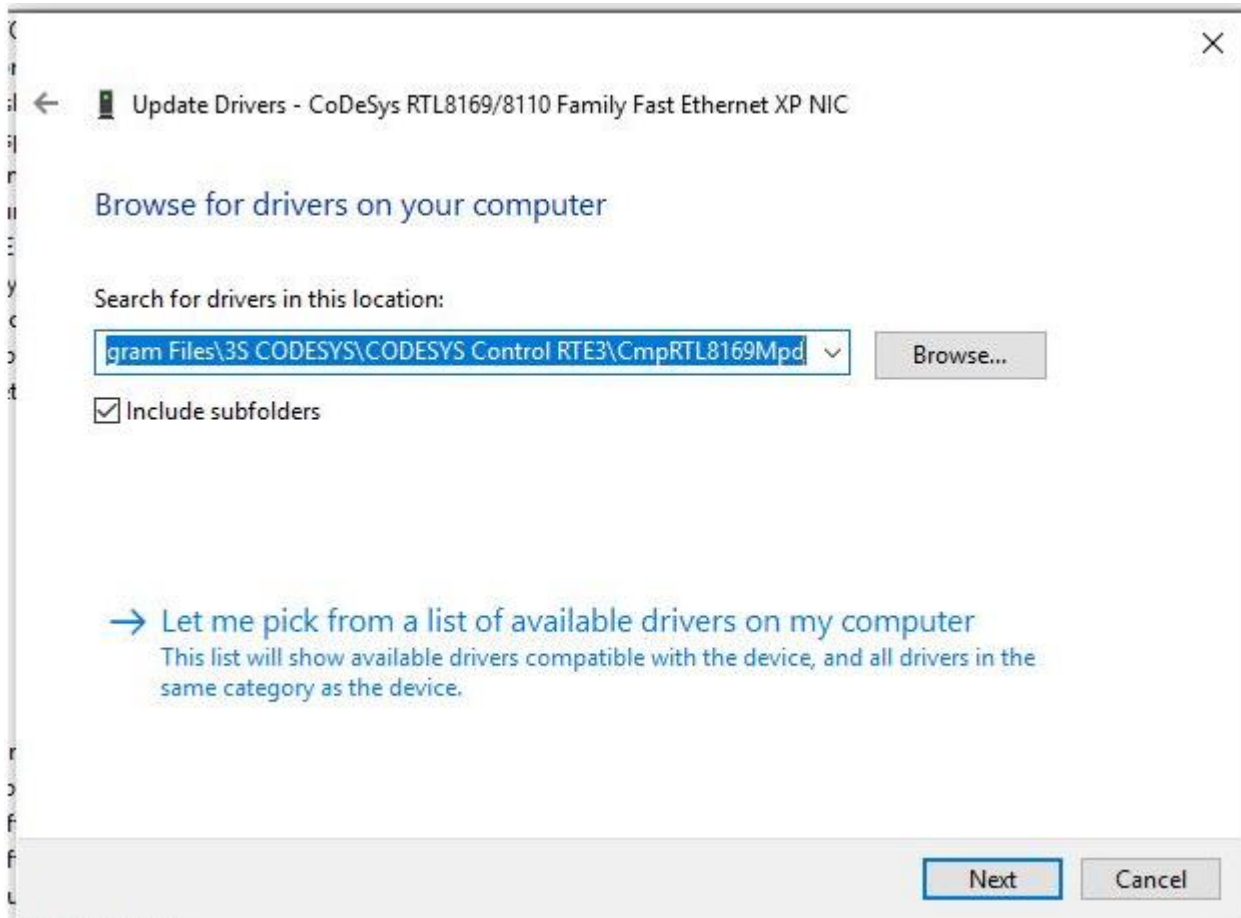 Update Drivers - CoDeSys RTL8169/8110 Family Fast Ethernet XP NIC
Browse for drivers on your computer
Search for drivers in this location:
gram Files\3S CODESYS\CODESYS Control RTE3\CmpRTL8169Mpd
Browse...
Include subfolders
Let me pick from a list of available drivers on my computer
This list will show available drivers compatible with the device, and all drivers in the
same category as the device.
Next
Cancel